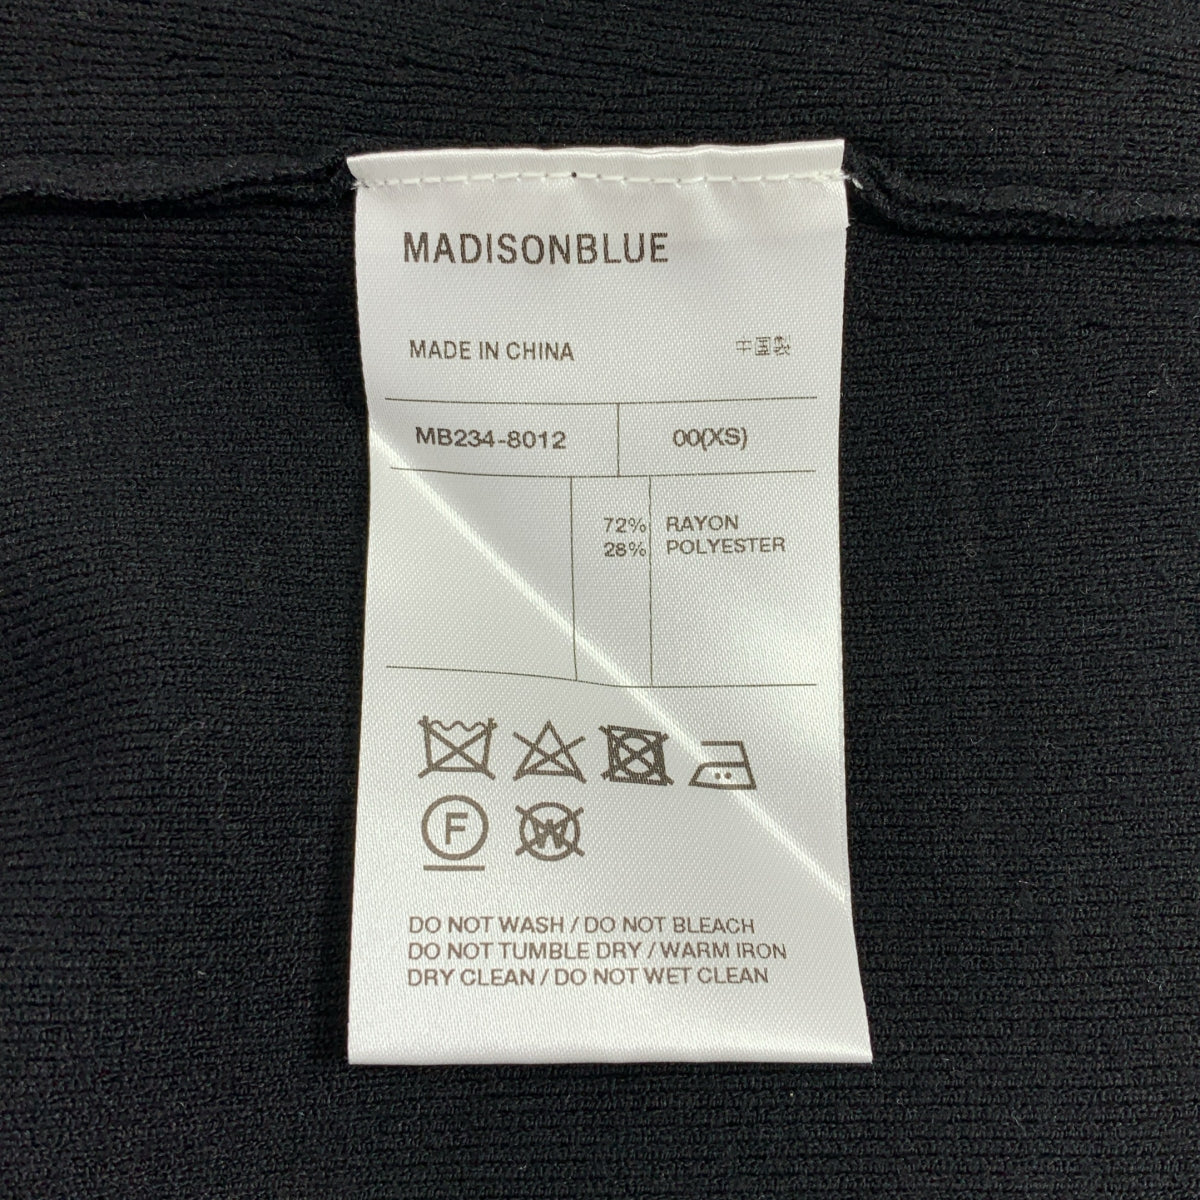 MADISONBLUE
MADE IN CHINA 中国製
MB234-8012 00(XS)
72% RAYON
28% POLYESTER
F W
DO NOT WASH / DO NOT BLEACH
DO NOT TUMBLE DRY / WARM IRON
DRY CLEAN / DO NOT WET CLEAN